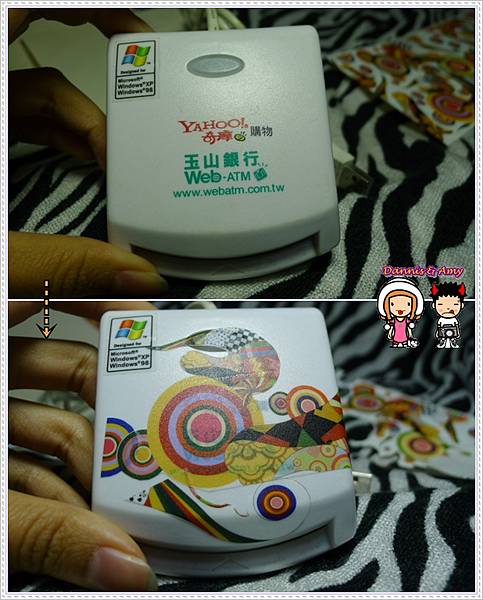 Designed for
Microsoft®
Windows®XP
Windows®98
YAHOO!
奇摩 購物
玉山銀行
Web-ATM
www.webatm.com.tw
Dannis & Amy
Designed for
Microsoft®
Windows®XP
Windows®98